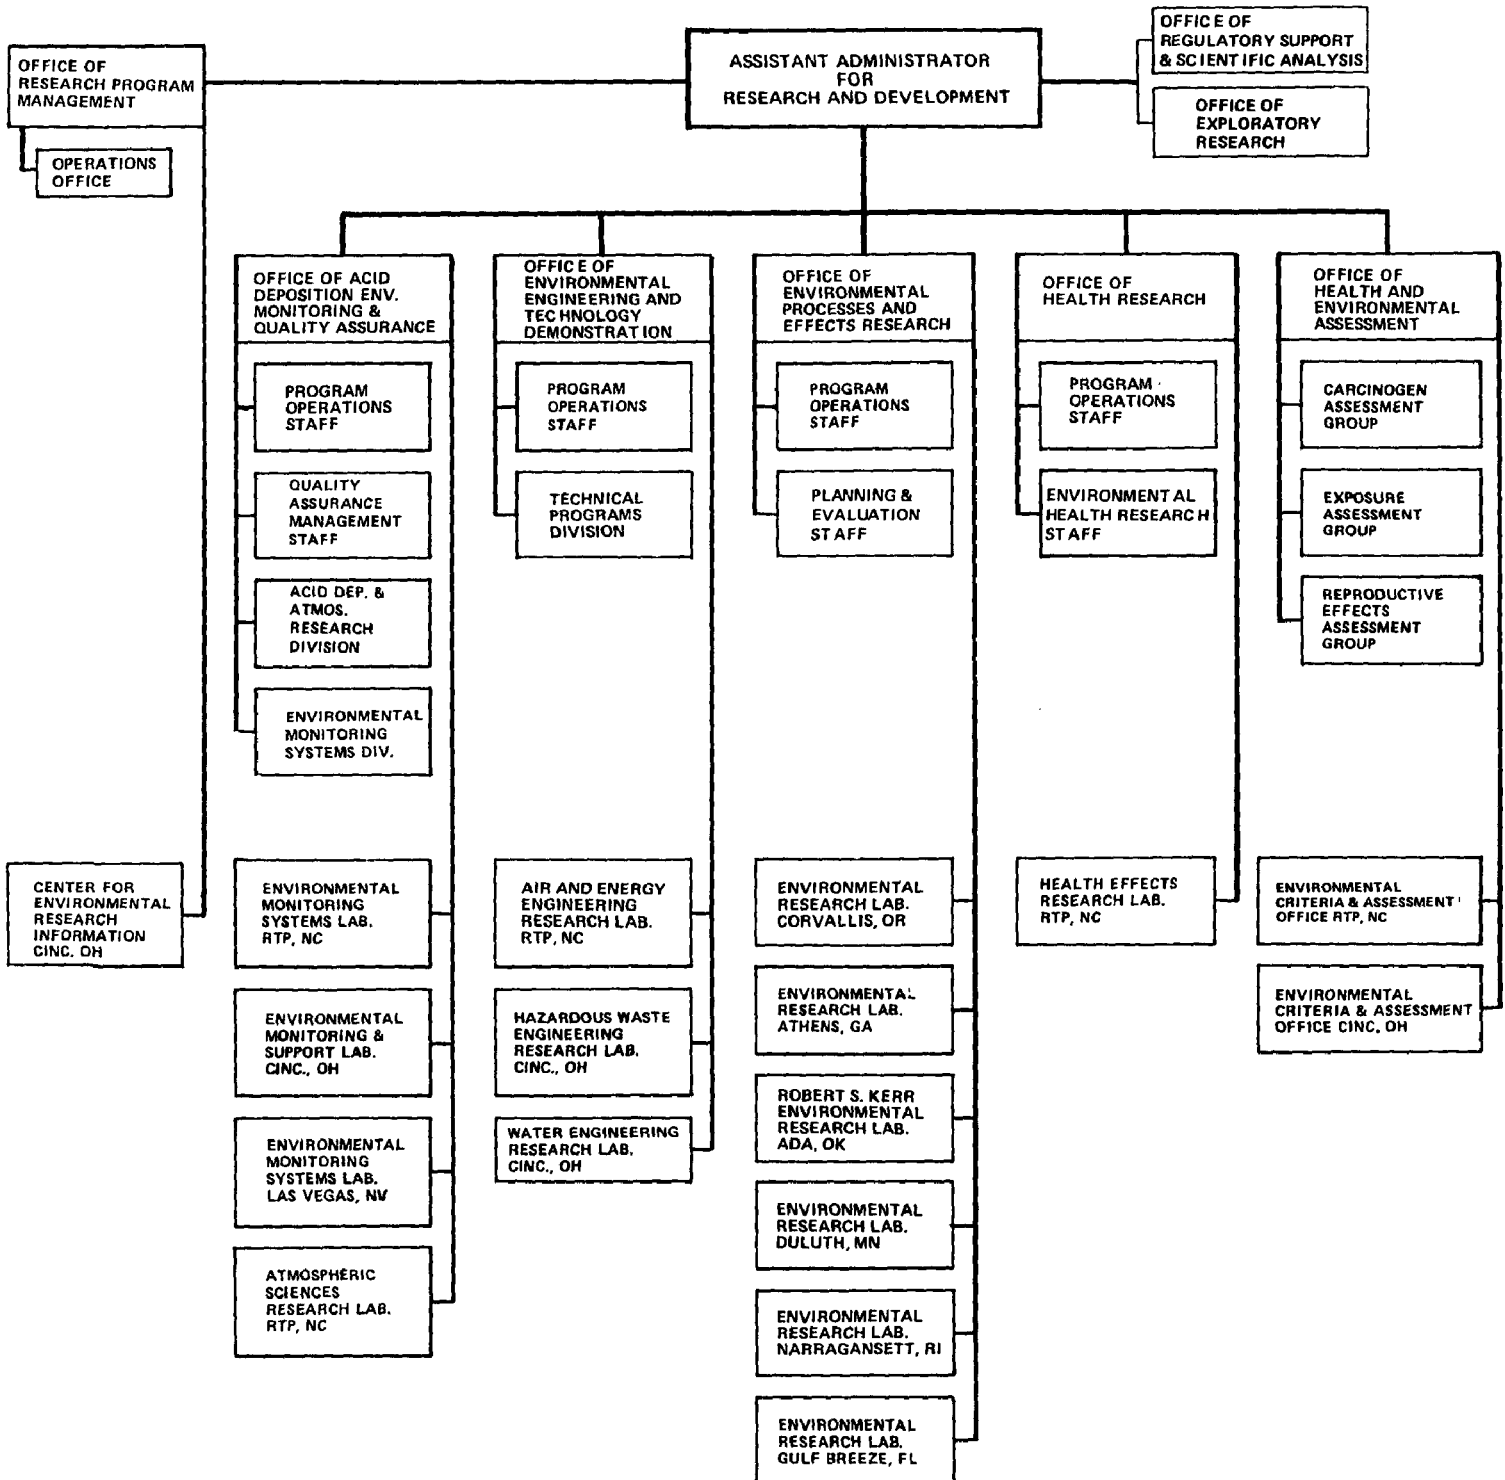 OFFICE OF
RESEARCH PROGRAM
MANAGEMENT
OPERATIONS
OFFICE
ASSISTANT ADMINISTRATOR
FOR
RESEARCH AND DEVELOPMENT
OFFICE OF
REGULATORY SUPPORT
& SCIENTIFIC ANALYSIS
OFFICE OF
EXPLORATORY
RESEARCH
OFFICE OF ACID
DEPOSITION ENV.
MONITORING &
QUALITY ASSURANCE
PROGRAM
OPERATIONS
STAFF
QUALITY
ASSURANCE
MANAGEMENT
STAFF
ACID DEP. &
ATMOS.
RESEARCH
DIVISION
ENVIRONMENTAL
MONITORING
SYSTEMS DIV.
OFFICE OF
ENVIRONMENTAL
ENGINEERING AND
TECHNOLOGY
DEMONSTRATION
PROGRAM
OPERATIONS
STAFF
TECHNICAL
PROGRAMS
DIVISION
OFFICE OF
ENVIRONMENTAL
PROCESSES AND
EFFECTS RESEARCH
PROGRAM
OPERATIONS
STAFF
PLANNING &
EVALUATION
STAFF
OFFICE OF
HEALTH RESEARCH
PROGRAM
OPERATIONS
STAFF
ENVIRONMENTAL
HEALTH RESEARCH
STAFF
OFFICE OF
HEALTH AND
ENVIRONMENTAL
ASSESSMENT
CARCINOGEN
ASSESSMENT
GROUP
EXPOSURE
ASSESSMENT
GROUP
REPRODUCTIVE
EFFECTS
ASSESSMENT
GROUP
CENTER FOR
ENVIRONMENTAL
RESEARCH
INFORMATION
CINC. OH
ENVIRONMENTAL
MONITORING
SYSTEMS LAB.
RTP, NC
ENVIRONMENTAL
MONITORING &
SUPPORT LAB.
CINC., OH
ENVIRONMENTAL
MONITORING
SYSTEMS LAB.
LAS VEGAS, NV
ATMOSPHERIC
SCIENCES
RESEARCH LAB.
RTP, NC
AIR AND ENERGY
ENGINEERING
RESEARCH LAB.
RTP, NC
HAZARDOUS WASTE
ENGINEERING
RESEARCH LAB.
CINC., OH
WATER ENGINEERING
RESEARCH LAB.
CINC., OH
ENVIRONMENTAL
RESEARCH LAB.
CORVALLIS, OR
ENVIRONMENTAL
RESEARCH LAB.
ATHENS, GA
ROBERT S. KERR
ENVIRONMENTAL
RESEARCH LAB.
ADA, OK
ENVIRONMENTAL
RESEARCH LAB.
DULUTH, MN
ENVIRONMENTAL
RESEARCH LAB.
NARRAGANSETT, RI
ENVIRONMENTAL
RESEARCH LAB.
GULF BREEZE, FL
HEALTH EFFECTS
RESEARCH LAB.
RTP, NC
ENVIRONMENTAL
CRITERIA & ASSESSMENT
OFFICE RTP, NC
ENVIRONMENTAL
CRITERIA & ASSESSMENT
OFFICE CINC, OH